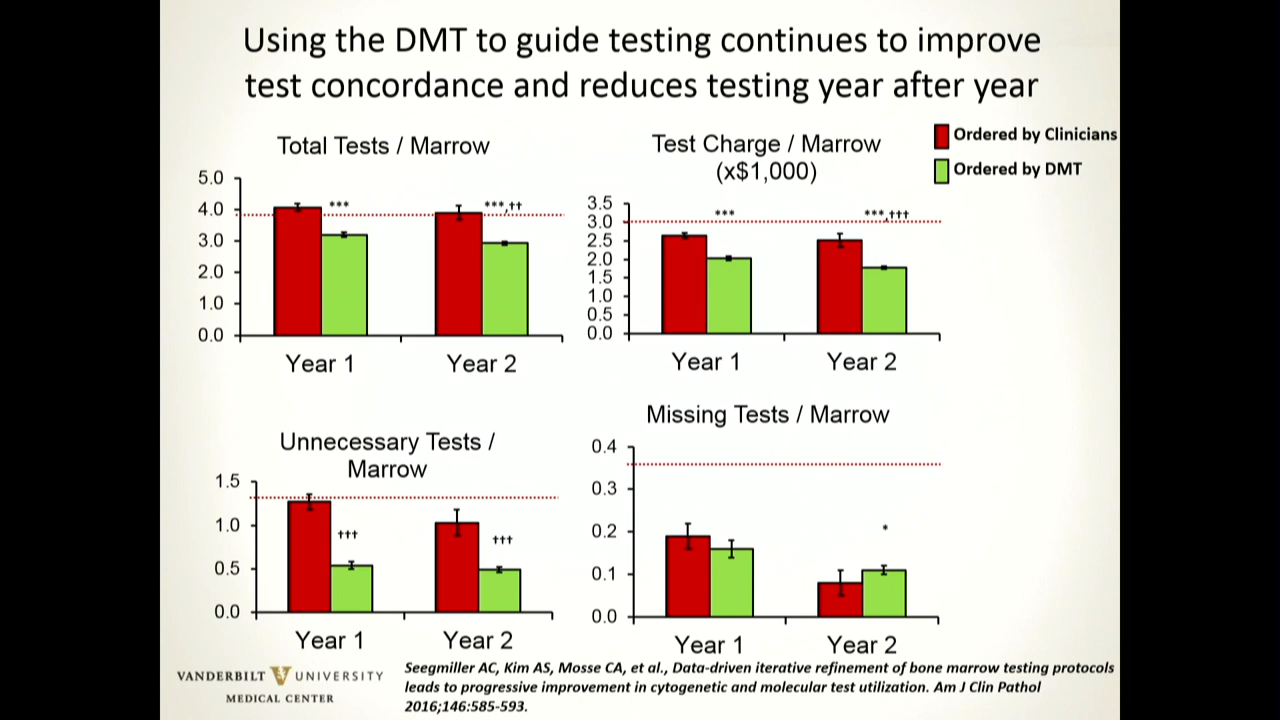 Using the DMT to guide testing continues to improve
test concordance and reduces testing year after year
Ordered by Clinicians
Ordered by DMT
Total Tests / Marrow
5.0
4.0
3.0
2.0
1.0
0.0
***
***,††
Year 1
Year 2
Test Charge / Marrow
(x$1,000)
3.5
3.0
2.5
2.0
1.5
1.0
0.5
0.0
***
***,†††
Year 1
Year 2
Unnecessary Tests /
Marrow
1.5
1.0
0.5
0.0
†††
†††
Year 1
Year 2
Missing Tests / Marrow
0.4
0.3
0.2
0.1
0.0
*
Year 1
Year 2
VANDERBILT V UNIVERSITY
MEDICAL CENTER
Seegmiller AC, Kim AS, Mosse CA, et al., Data-driven iterative refinement of bone marrow testing protocols
leads to progressive improvement in cytogenetic and molecular test utilization. Am J Clin Pathol
2016;146:585-593.